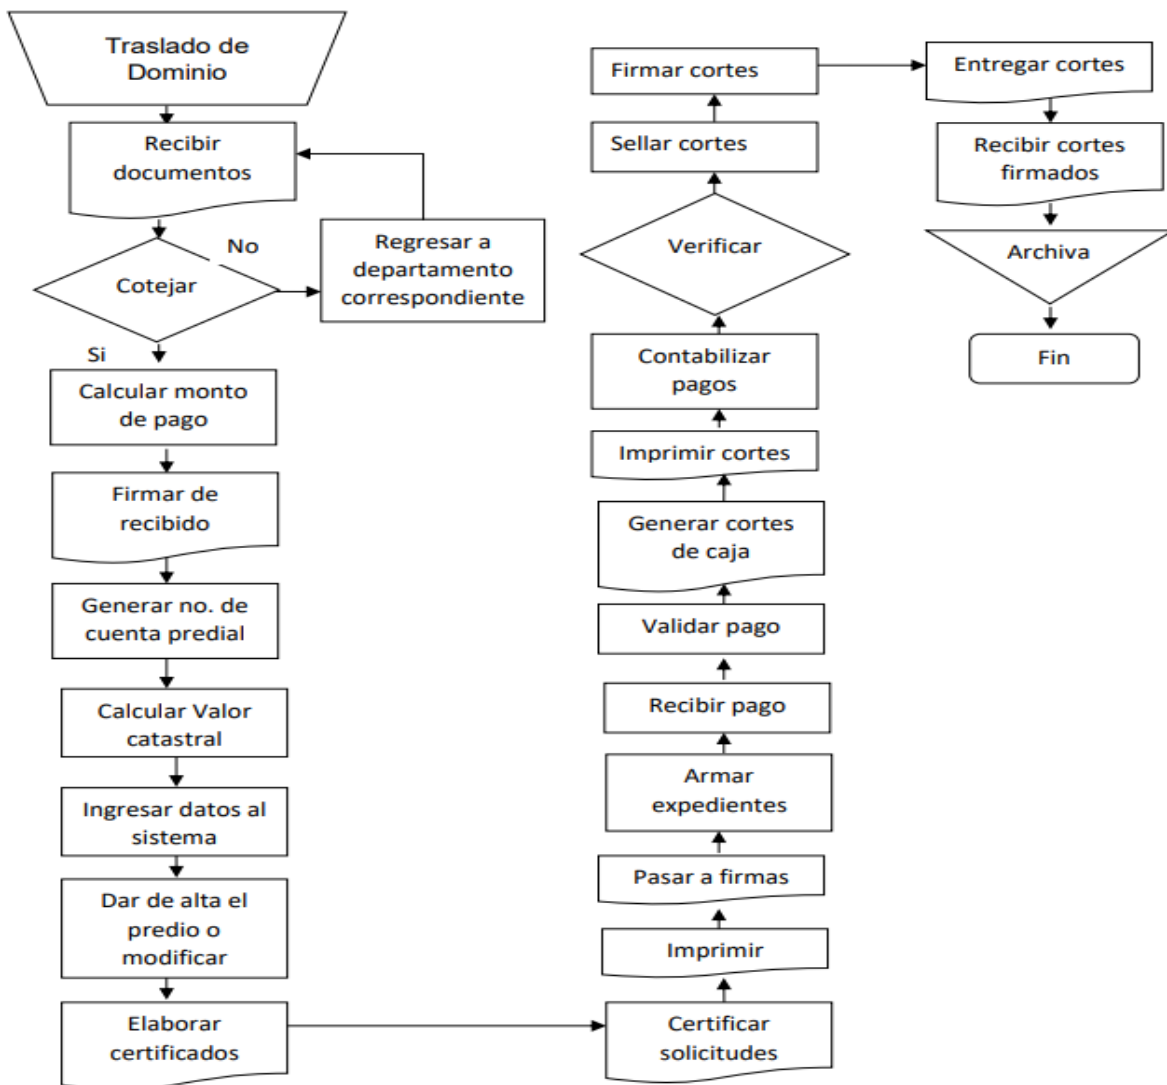 Traslado de
Dominio
Recibir
documentos
No
Regresar a
departamento
correspondiente
Cotejar
Si
Calcular monto
de pago
Firmar de
recibido
Generar no. de
cuenta predial
Calcular Valor
catastral
Ingresar datos al
sistema
Dar de alta el
predio o
modificar
Elaborar
certificados
Certificar
solicitudes
Imprimir
Pasar a firmas
Armar
expedientes
Recibir pago
Validar pago
Generar cortes
de caja
Imprimir cortes
Contabilizar
pagos
Verificar
Sellar cortes
Firmar cortes
Entregar cortes
Recibir cortes
firmados
Archiva
Fin